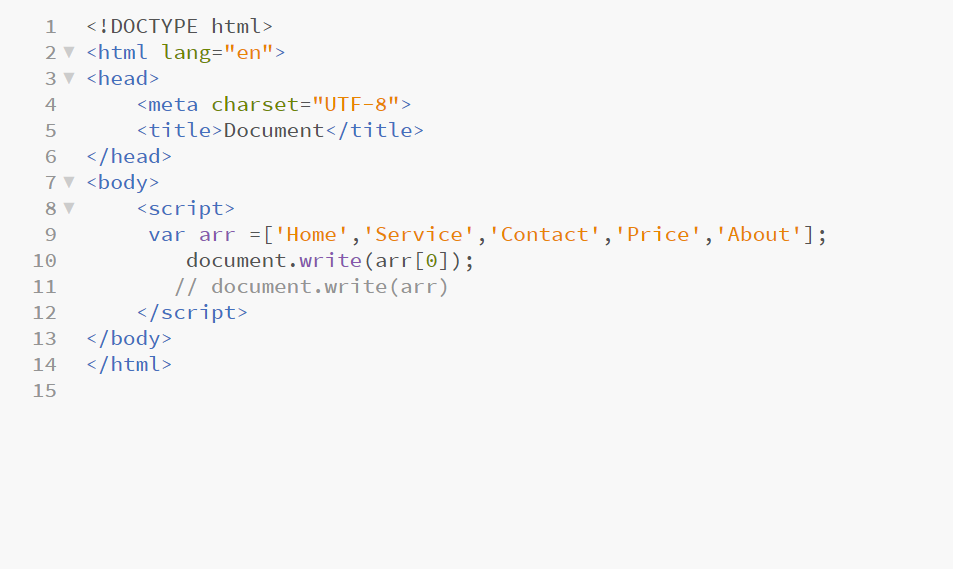 1 <!DOCTYPE html>
2 ▼ <html lang="en">
3 ▼ <head>
4     <meta charset="UTF-8">
5     <title>Document</title>
6 </head>
7 ▼ <body>
8 ▼     <script>
9      var arr =['Home','Service','Contact','Price','About'];
10         document.write(arr[0]);
11        // document.write(arr)
12     </script>
13 </body>
14 </html>
15